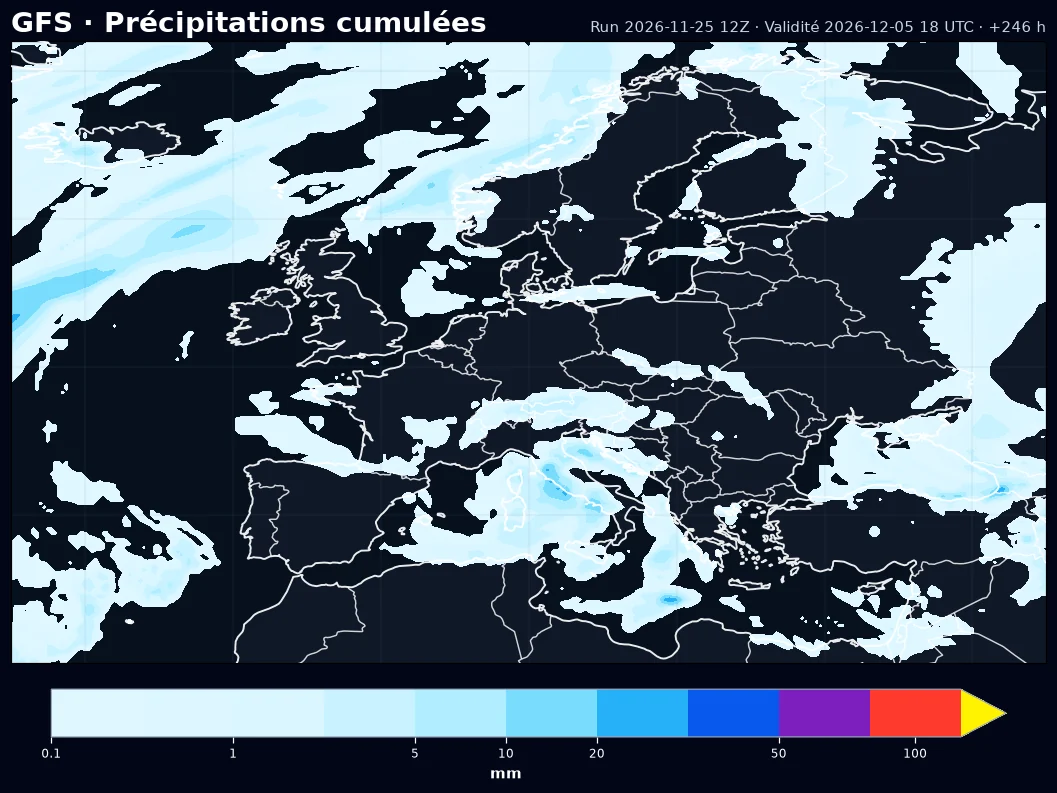 GFS · Précipitations cumulées
Run 2026-11-25 12Z · Validité 2026-12-05 18 UTC · +246 h
0.1 1 5 10 20 50 100
mm